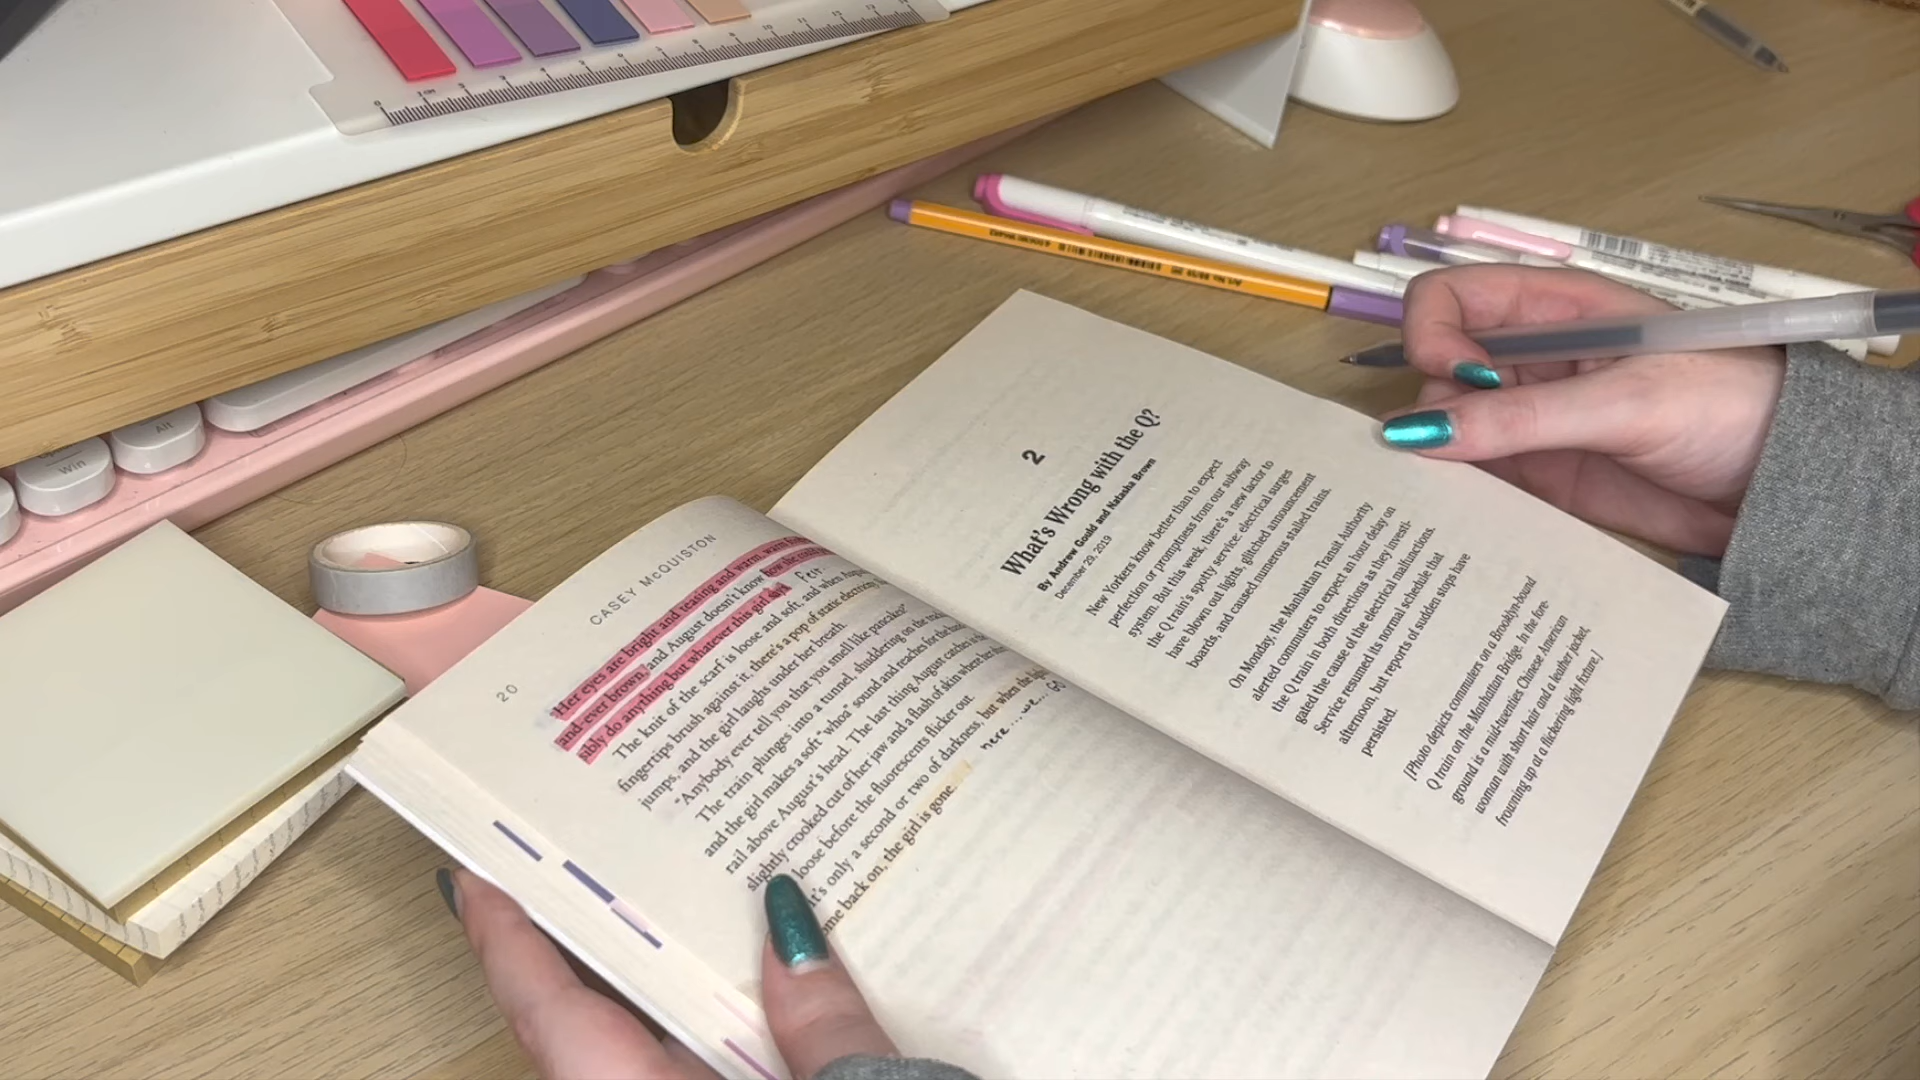 20
CASEY McQUISTON
"Her eyes are bright and teasing and warm, warm
and ever brown, and August doesn't know how
sibly do anything but whatever this girl says
Fair.
The knit of the scarf is loose and soft, and when August
fingertips brush against it, there's a pop of static electricity
jumps, and the girl laughs under her breath.
"Anybody ever tell you that you smell like pancakes?"
The train plunges into a tunnel, shuddering on the
and the girl makes a soft "whoa" sound and reaches for the
rail above August's head. The last thing August catches is the
slightly crooked cut of her jaw and a flash of skin where her
loose before the fluorescents flicker out.
It's only a second or two of darkness, but when the
ome back on, the girl is gone.
here...we... go
2
What's Wrong with the Q?
By Andrew Gould and Natasha Brown
December 29, 2019
New Yorkers know better than to expect
perfection or promptness from our subway
system. But this week, there's a new factor to
the Q train's spotty service: electrical surges
have blown out lights, glitched announcement
boards, and caused numerous stalled trains.
On Monday, the Manhattan Transit Authority
alerted commuters to expect an hour delay on
the Q train in both directions as they investi-
gated the cause of the electrical malfunctions.
Service resumed its normal schedule that
afternoon, but reports of sudden stops have
persisted.
[Photo depicts commuters on a Brooklyn-bound
Q train on the Manhattan Bridge. In the fore-
ground is a mid-twenties Chinese American
woman with short hair and a leather jacket,
frowning up at a flickering light fixture.]
Alt
Win